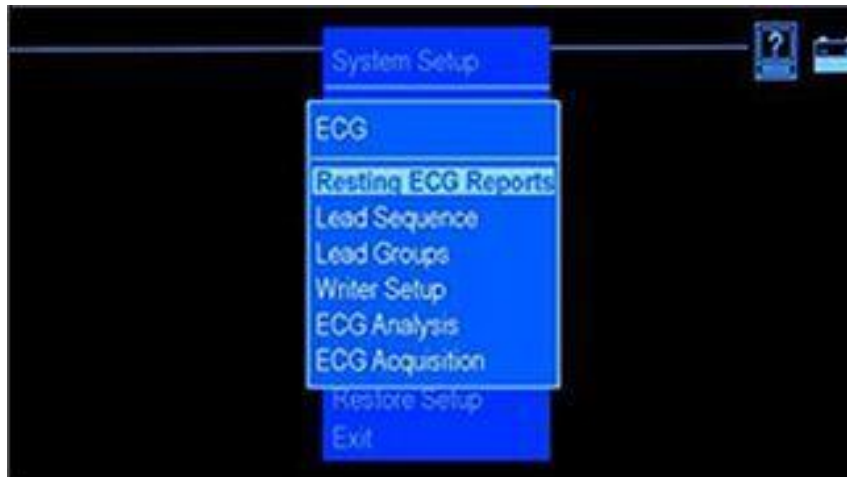 System Setup
?
ECG
Resting ECG Reports
Lead Sequence
Lead Groups
Writer Setup
ECG Analysis
ECG Acquisition
Restore Setup
Exit